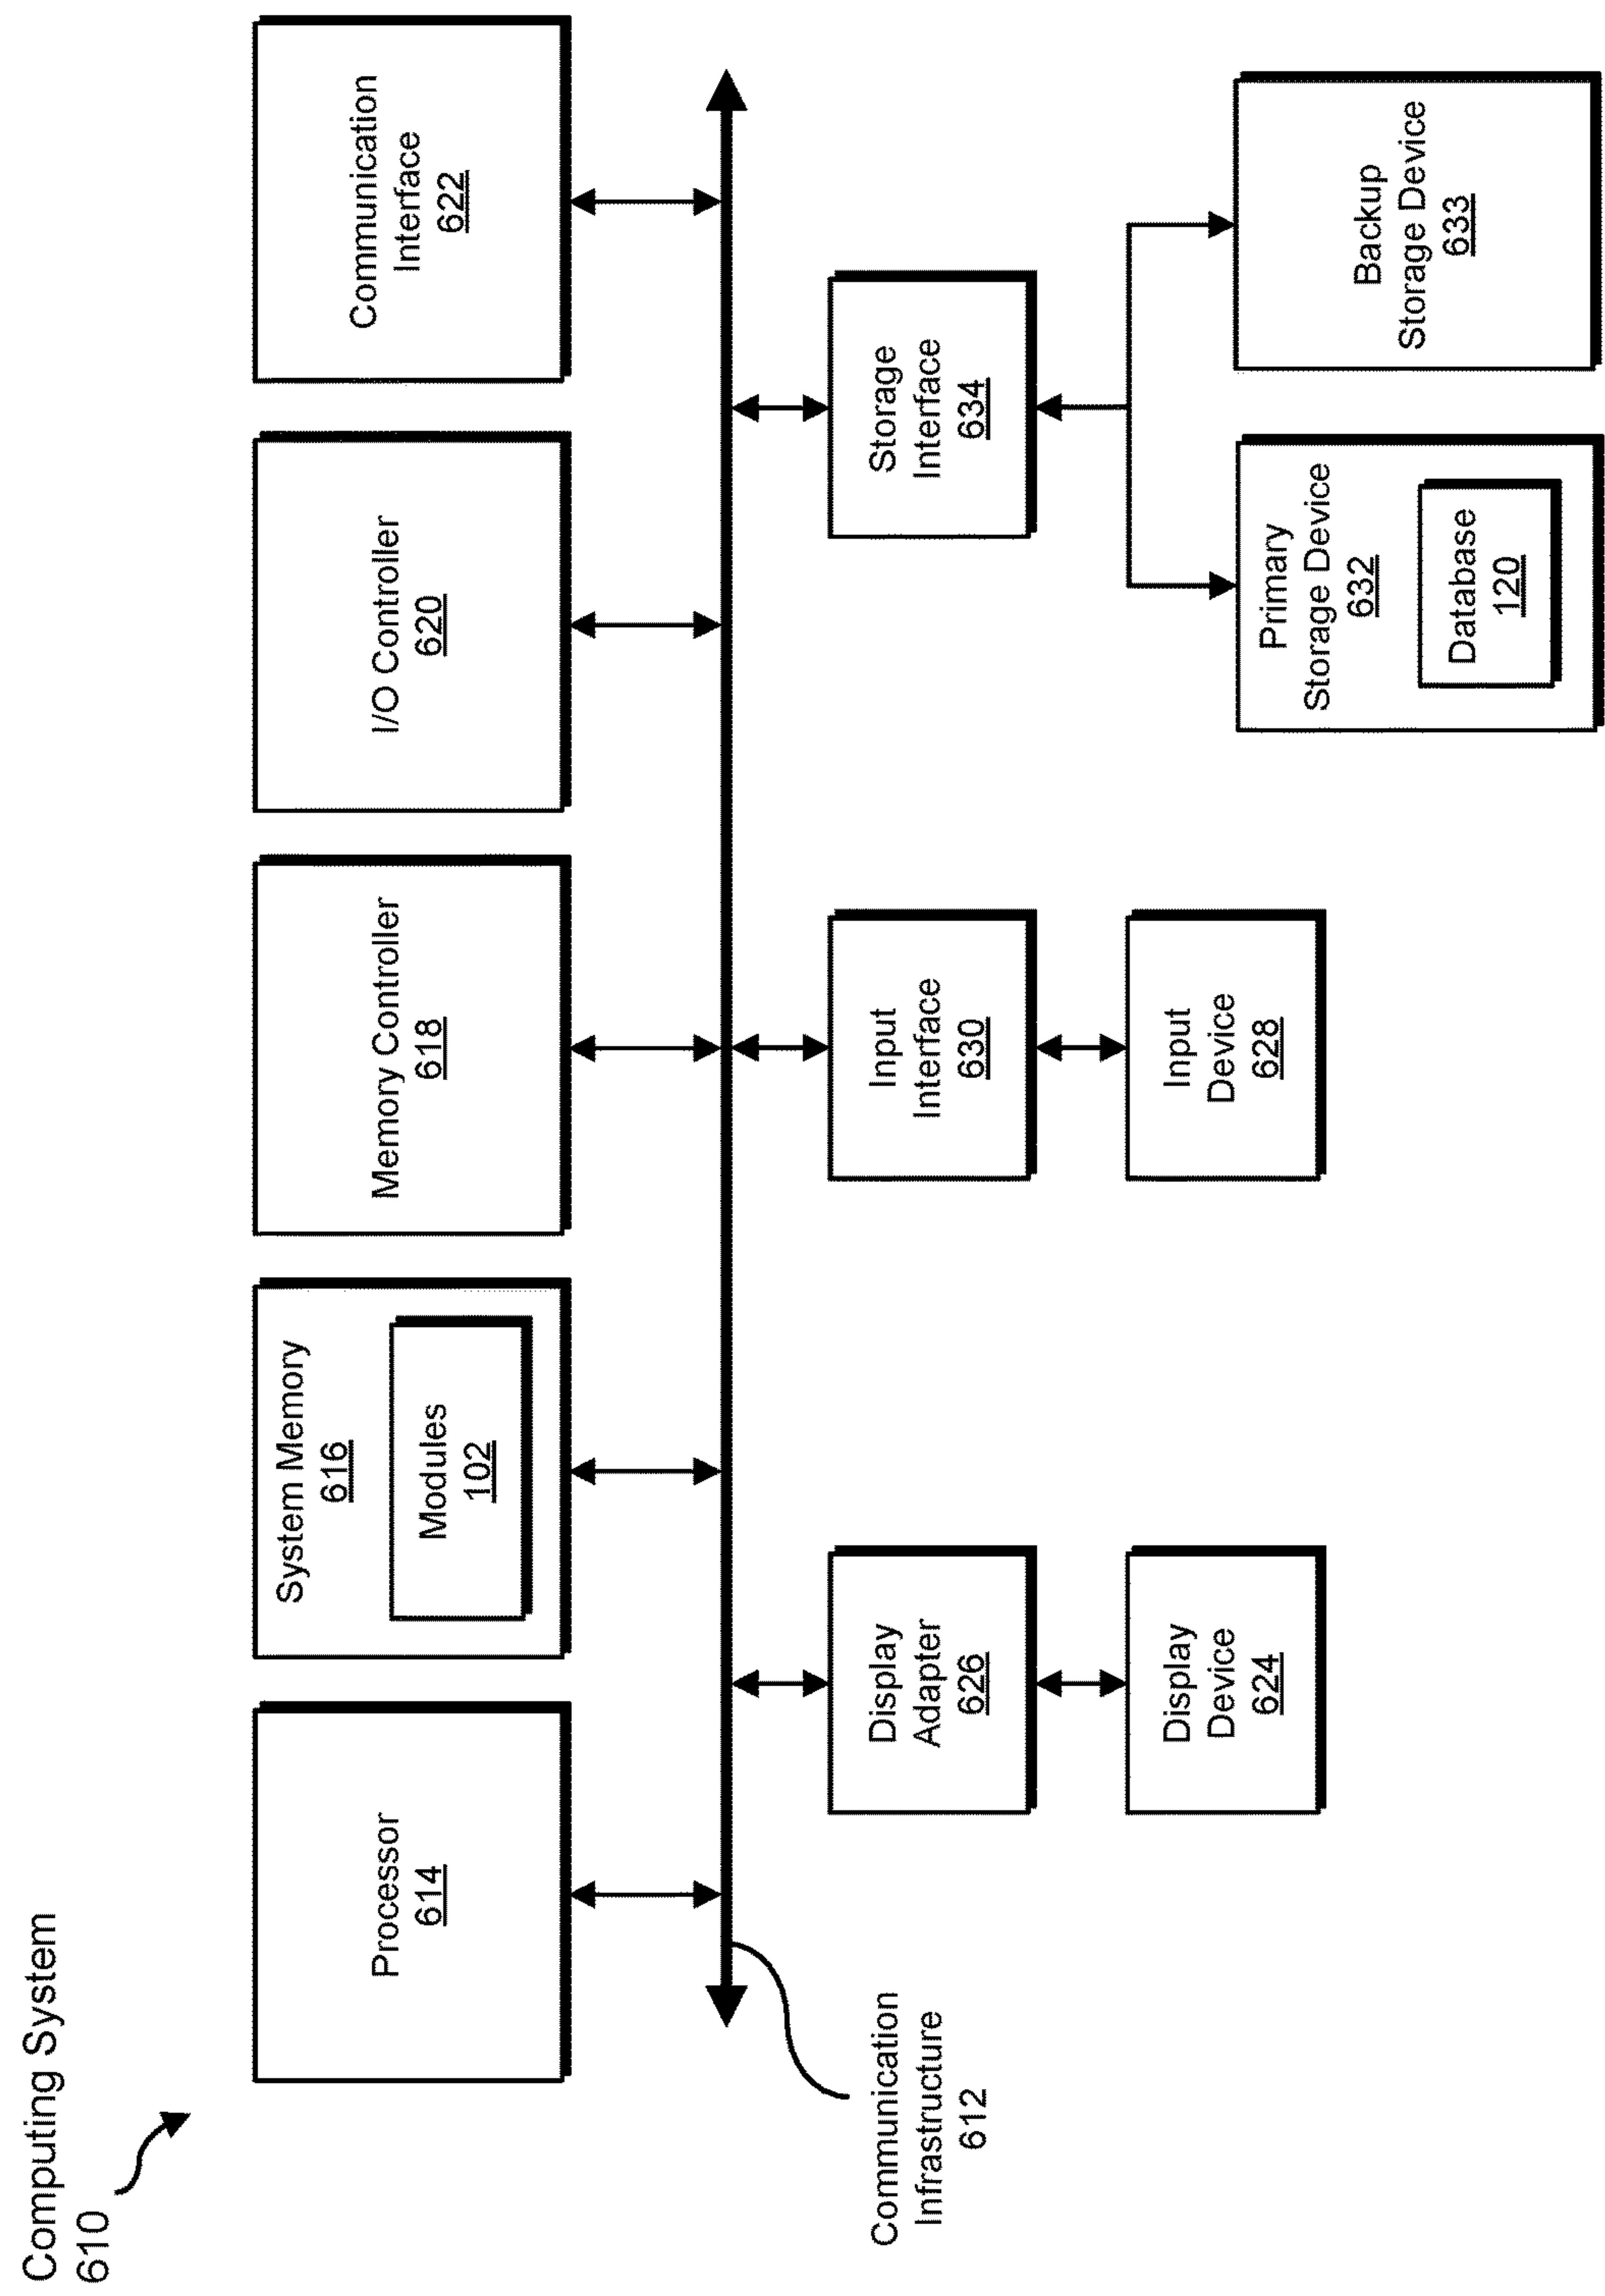 Computing System
610
Processor
614
System Memory
616
Modules
102
Memory Controller
618
I/O Controller
620
Communication
Interface
622
Communication
Infrastructure
612
Display
Adapter
626
Input
Interface
630
Storage
Interface
634
Display
Device
624
Input
Device
628
Primary
Storage Device
632
Database
120
Backup
Storage Device
633